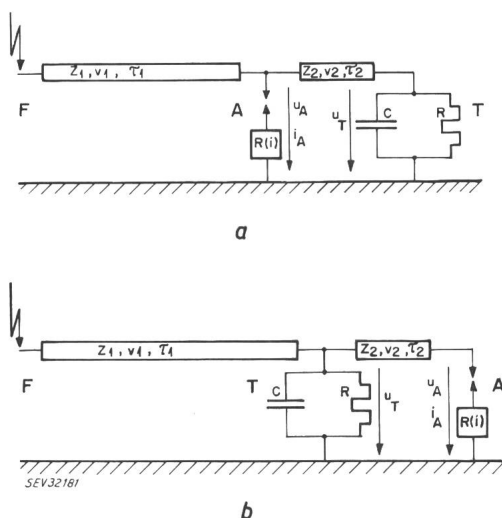 Z1, v1, τ1
Z2, v2, τ2
F
A
uA
iA
R(i)
uT
C
R
T
a
Z1, v1, τ1
Z2, v2, τ2
F
T
C
R
uT
uA
iA
A
R(i)
SEV32181
b